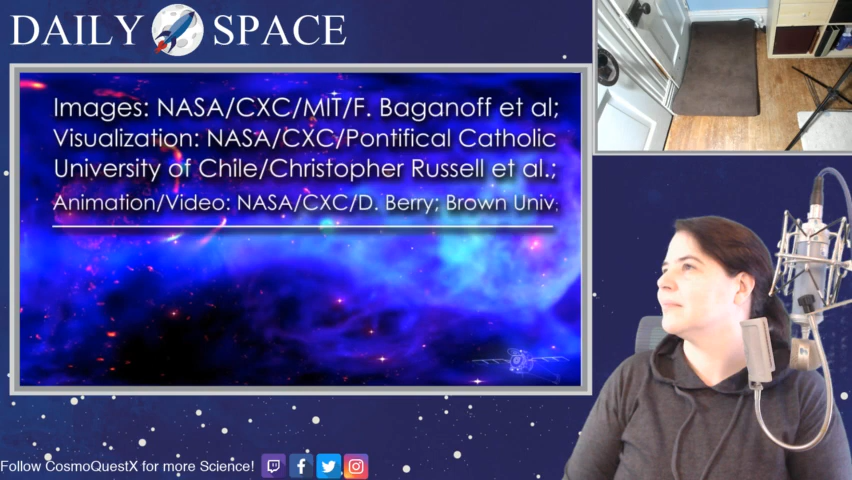 DAILY SPACE
Images: NASA/CXC/MIT/F. Baganoff et al;
Visualization: NASA/CXC/Pontifical Catholic
University of Chile/Christopher Russell et al.;
Animation/Video: NASA/CXC/D. Berry; Brown Univ.
Follow CosmoQuestX for more Science!